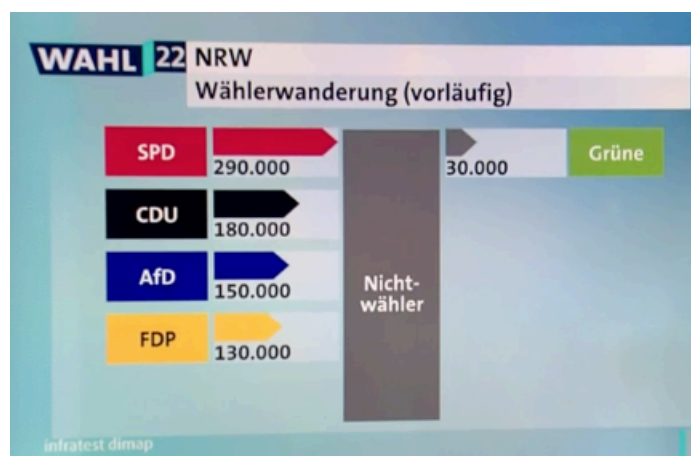 WAHL 22 NRW
Wählerwanderung (vorläufig)
SPD 290.000 30.000 Grüne
CDU 180.000
AfD 150.000
FDP 130.000
Nicht-
wähler
infratest dimap